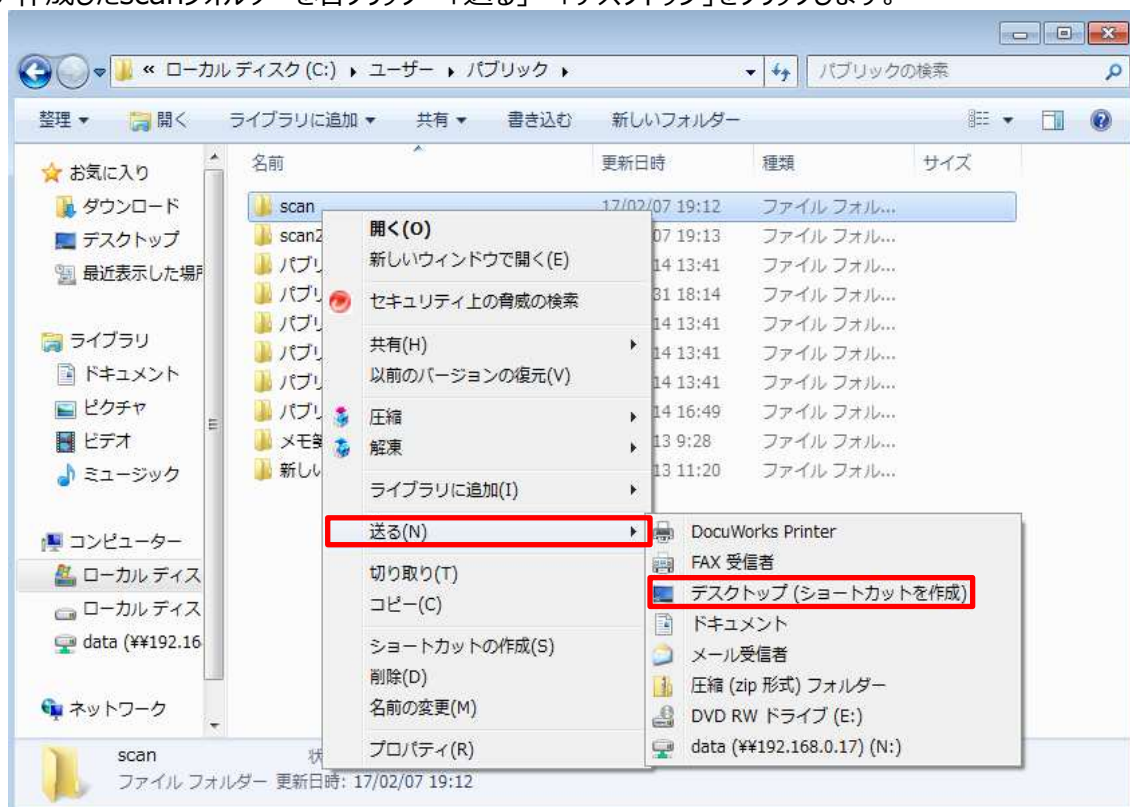 作成したscanフォルダーを右クリック-「送る」-「デスクトップ」をクリックします。
« ローカル ディスク (C:) ▸ ユーザー ▸ パブリック ▸
パブリックの検索
整理 ▼ 開く ライブラリに追加 ▼ 共有 ▼ 書き込む 新しいフォルダー
名前 更新日時 種類 サイズ
お気に入り
ダウンロード
デスクトップ
最近表示した場所
ライブラリ
ドキュメント
ピクチャ
ビデオ
ミュージック
コンピューター
ローカル ディス
ローカル ディス
data (¥¥192.16
ネットワーク
scan 17/02/07 19:12 ファイル フォル...
scan2 07 19:13 ファイル フォル...
パブリ 14 13:41 ファイル フォル...
パブリ 31 18:14 ファイル フォル...
パブリ 14 13:41 ファイル フォル...
パブリ 14 13:41 ファイル フォル...
パブリ 14 13:41 ファイル フォル...
パブリ 14 16:49 ファイル フォル...
メモ 13 9:28 ファイル フォル...
新しい 13 11:20 ファイル フォル...
開く(O)
新しいウィンドウで開く(E)
セキュリティ上の脅威の検索
共有(H)
以前のバージョンの復元(V)
圧縮
解凍
ライブラリに追加(I)
送る(N)
切り取り(T)
コピー(C)
ショートカットの作成(S)
削除(D)
名前の変更(M)
プロパティ(R)
DocuWorks Printer
FAX 受信者
デスクトップ (ショートカットを作成)
ドキュメント
メール受信者
圧縮 (zip 形式) フォルダー
DVD RW ドライブ (E:)
data (¥¥192.168.0.17) (N:)
scan 状
ファイル フォルダー 更新日時: 17/02/07 19:12